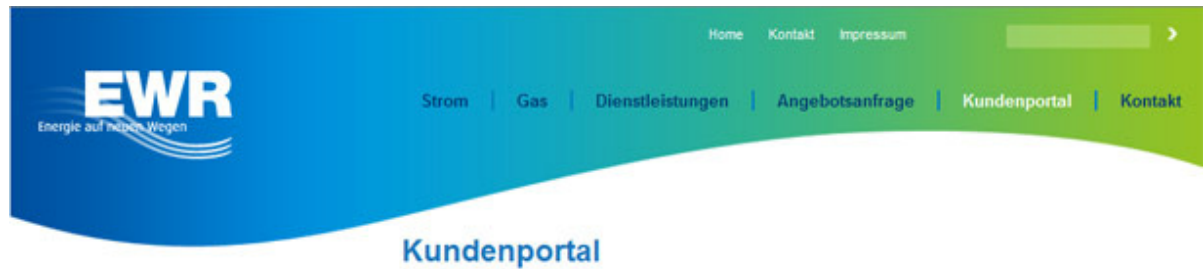 Home Kontakt Impressum
EWR
Energie auf neuen Wegen
Strom | Gas | Dienstleistungen | Angebotsanfrage | Kundenportal | Kontakt
Kundenportal